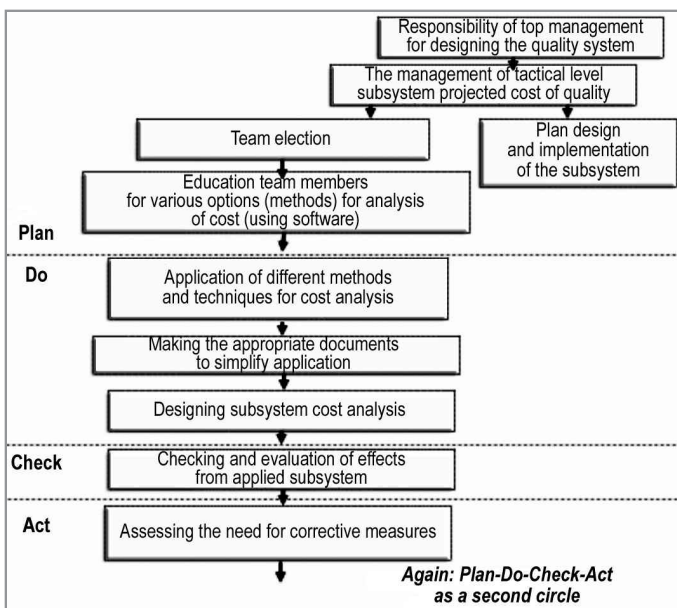 Responsibility of top management
for designing the quality system
The management of tactical level
subsystem projected cost of quality
Team election
Plan design
and implementation
of the subsystem
Education team members
for various options (methods) for analysis
of cost (using software)
Plan
Do
Application of different methods
and techniques for cost analysis
Making the appropriate documents
to simplify application
Designing subsystem cost analysis
Check
Checking and evaluation of effects
from applied subsystem
Act
Assessing the need for corrective measures
Again: Plan-Do-Check-Act
as a second circle